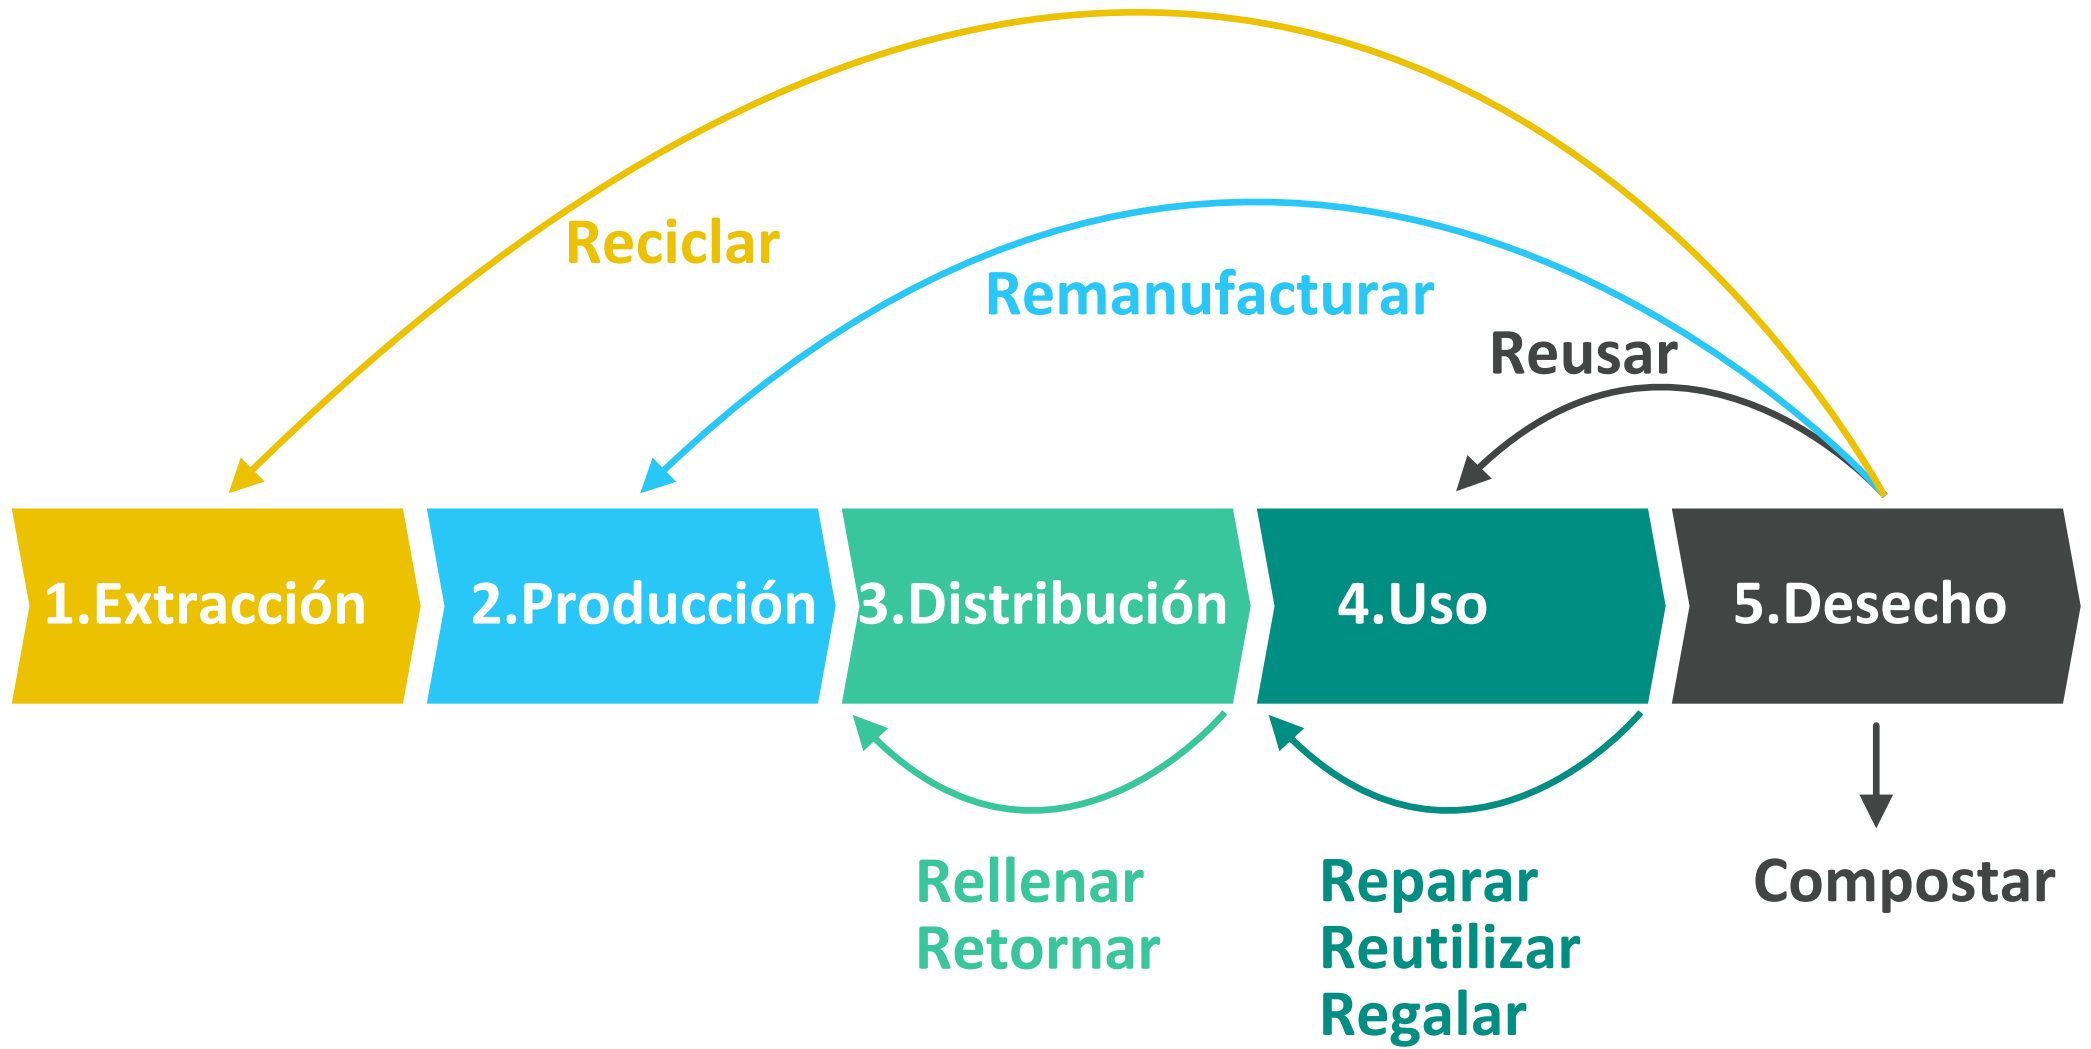 Reciclar
Remanufacturar
Reusar
1.Extracción
2.Producción
3.Distribución
4.Uso
5.Desecho
Rellenar
Retornar
Reparar
Reutilizar
Regalar
Compostar